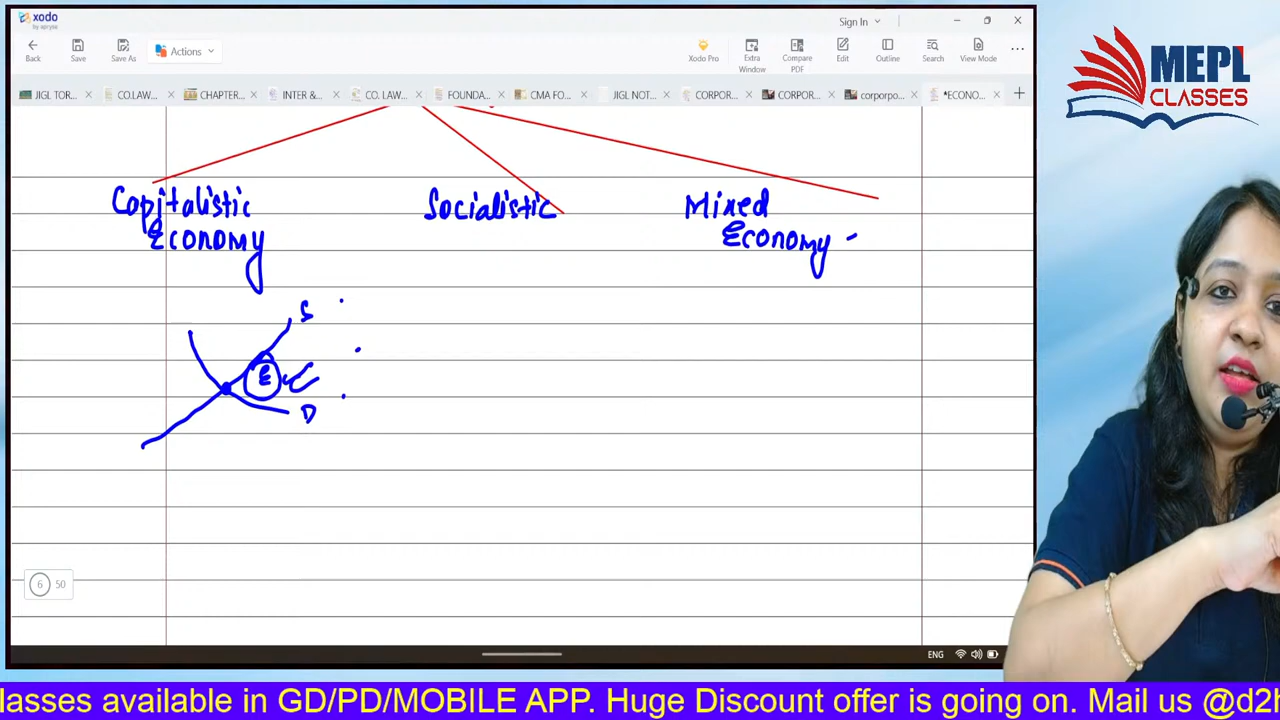 xodo
by apryse
Sign In
Back
Save
Save As
Actions
Xodo Pro
Extra Window
Compare PDF
Edit
Outline
Search
View Mode
JIGL TOR...
CO.LAW...
CHAPTER...
INTER &...
CO. LAW...
FOUNDA...
CMA FO...
JIGL NOT...
CORPOR...
CORPOR...
corporpo...
*ECONO...
MEPL
CLASSES
Capitalistic
Economy
Socialistic
Mixed
Economy
S
E
D
6 50
ENG
lasses available in GD/PD/MOBILE APP. Huge Discount offer is going on. Mail us @d2h